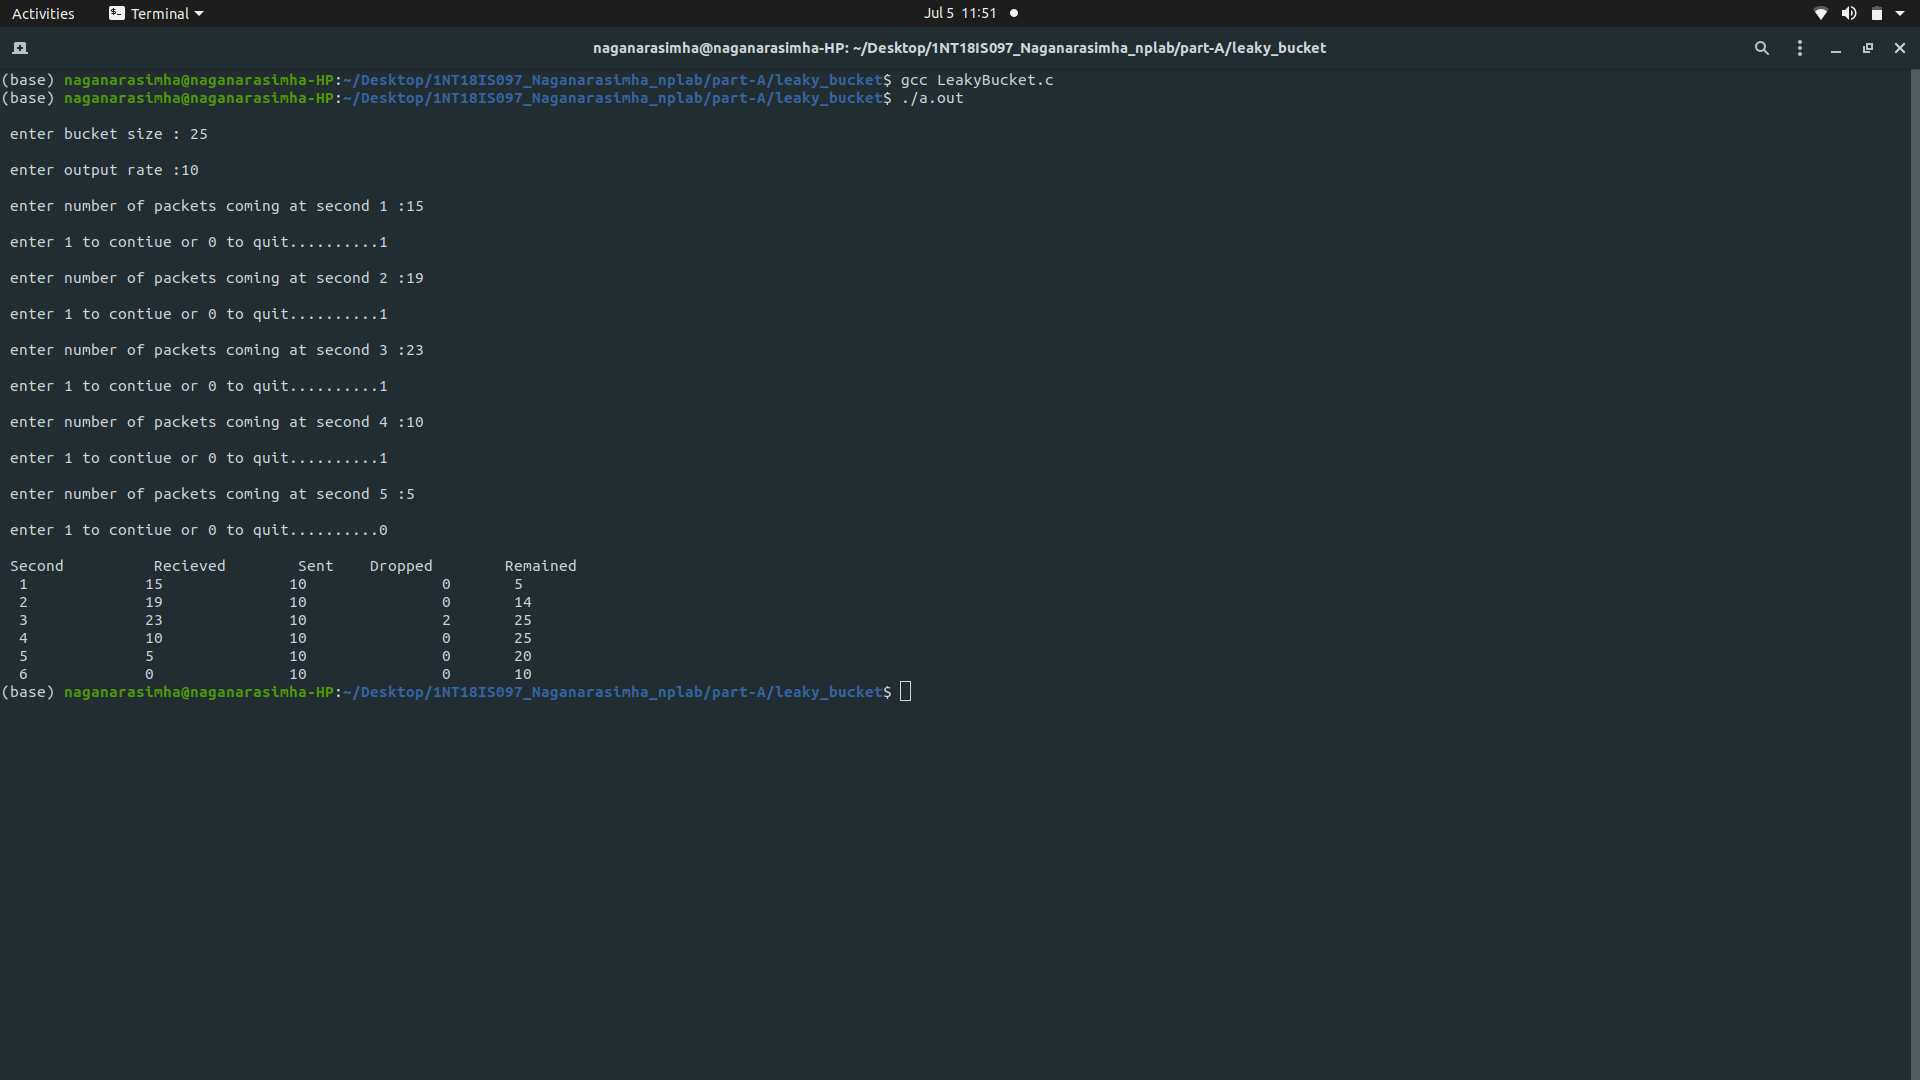 Activities Terminal Jul 5 11:51
naganarasimha@naganarasimha-HP: ~/Desktop/1NT18IS097_Naganarasimha_nplab/part-A/leaky_bucket
(base) naganarasimha@naganarasimha-HP:~/Desktop/1NT18IS097_Naganarasimha_nplab/part-A/leaky_bucket$ gcc LeakyBucket.c
(base) naganarasimha@naganarasimha-HP:~/Desktop/1NT18IS097_Naganarasimha_nplab/part-A/leaky_bucket$ ./a.out
enter bucket size : 25
enter output rate :10
enter number of packets coming at second 1 :15
enter 1 to contiue or 0 to quit..........1
enter number of packets coming at second 2 :19
enter 1 to contiue or 0 to quit..........1
enter number of packets coming at second 3 :23
enter 1 to contiue or 0 to quit..........1
enter number of packets coming at second 4 :10
enter 1 to contiue or 0 to quit..........1
enter number of packets coming at second 5 :5
enter 1 to contiue or 0 to quit..........0
Second Recieved Sent Dropped Remained
1 15 10 0 5
2 19 10 0 14
3 23 10 2 25
4 10 10 0 25
5 5 10 0 20
6 0 10 0 10
(base) naganarasimha@naganarasimha-HP:~/Desktop/1NT18IS097_Naganarasimha_nplab/part-A/leaky_bucket$